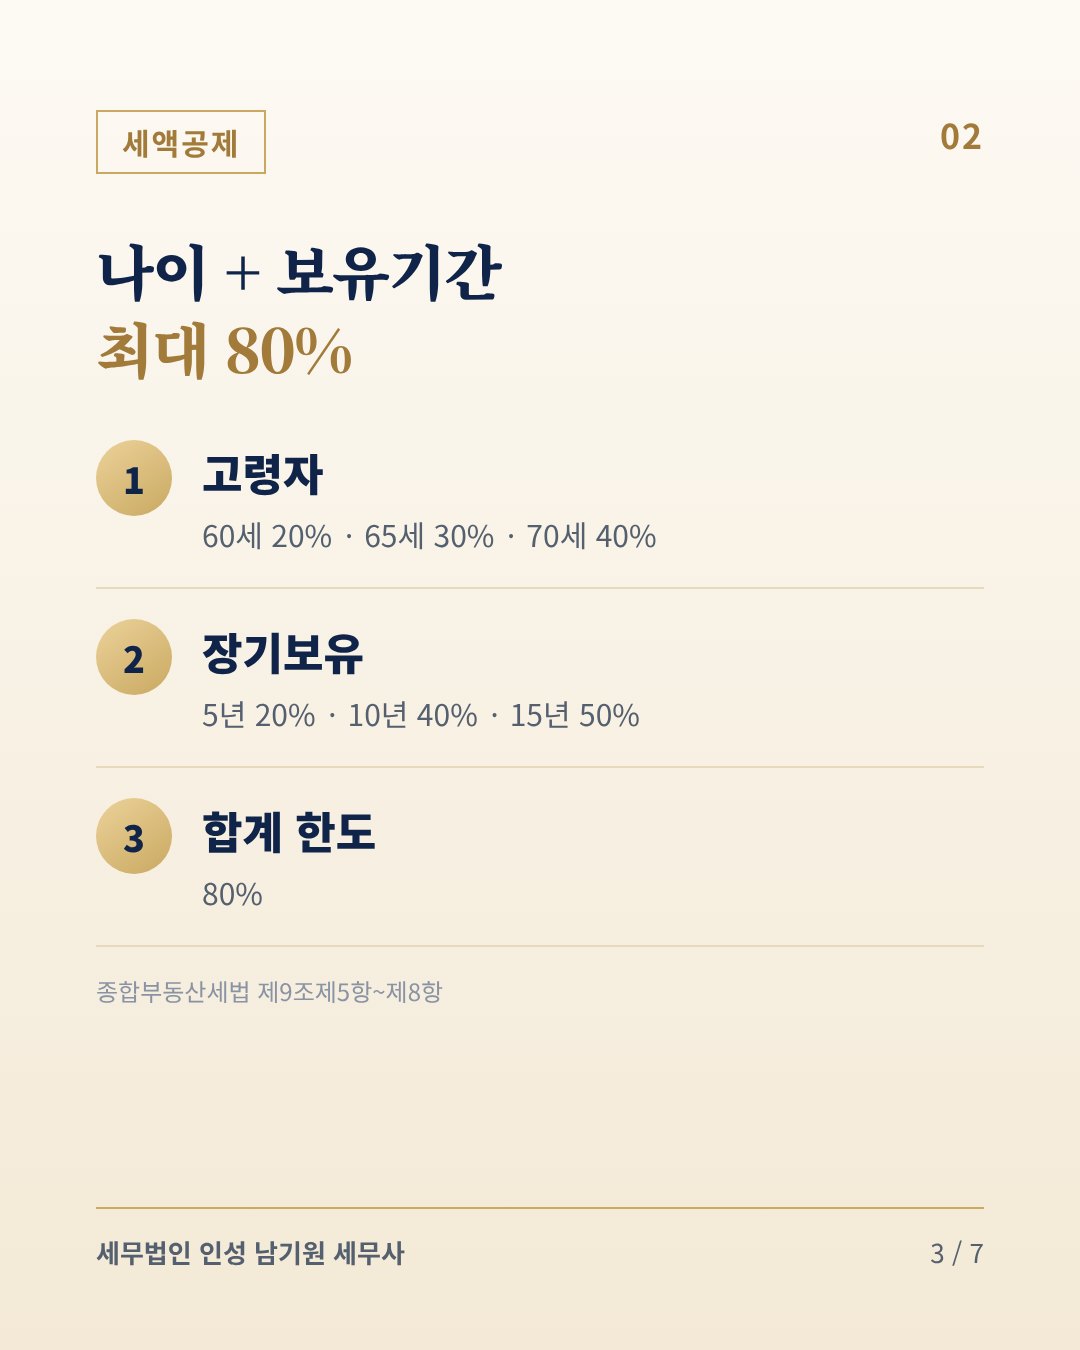 세액공제
02
나이 + 보유기간
최대 80%
1
고령자
60세 20% · 65세 30% · 70세 40%
2
장기보유
5년 20% · 10년 40% · 15년 50%
3
합계 한도
80%
종합부동산세법 제9조제5항~제8항
세무법인 인성 남기원 세무사
3 / 7